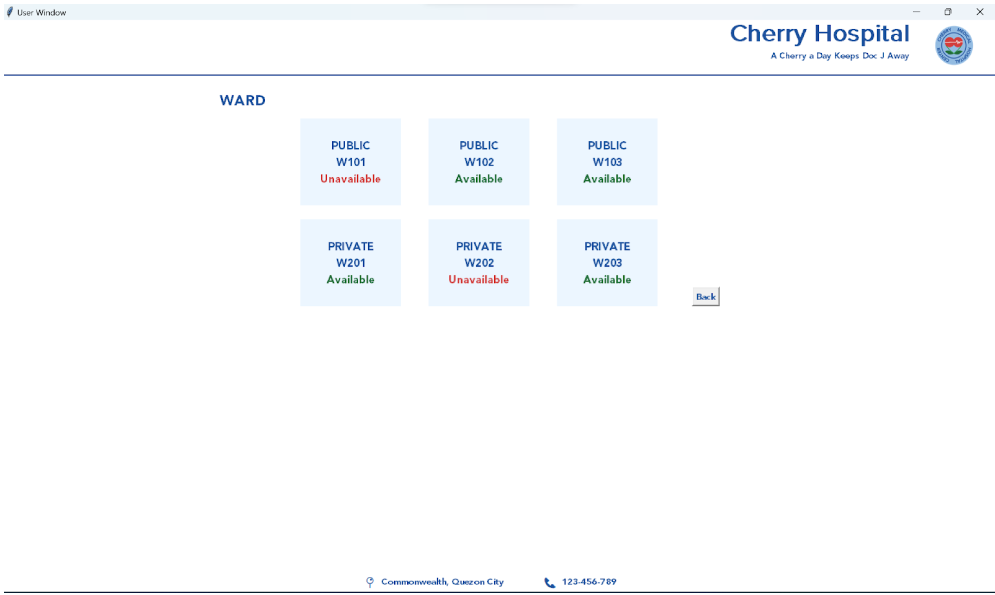 User Window
Cherry Hospital
A Cherry a Day Keeps Doc J Away
WARD
PUBLIC
W101
Unavailable
PUBLIC
W102
Available
PUBLIC
W103
Available
PRIVATE
W201
Available
PRIVATE
W202
Unavailable
PRIVATE
W203
Available
Back
Commonwealth, Quezon City
123-456-789